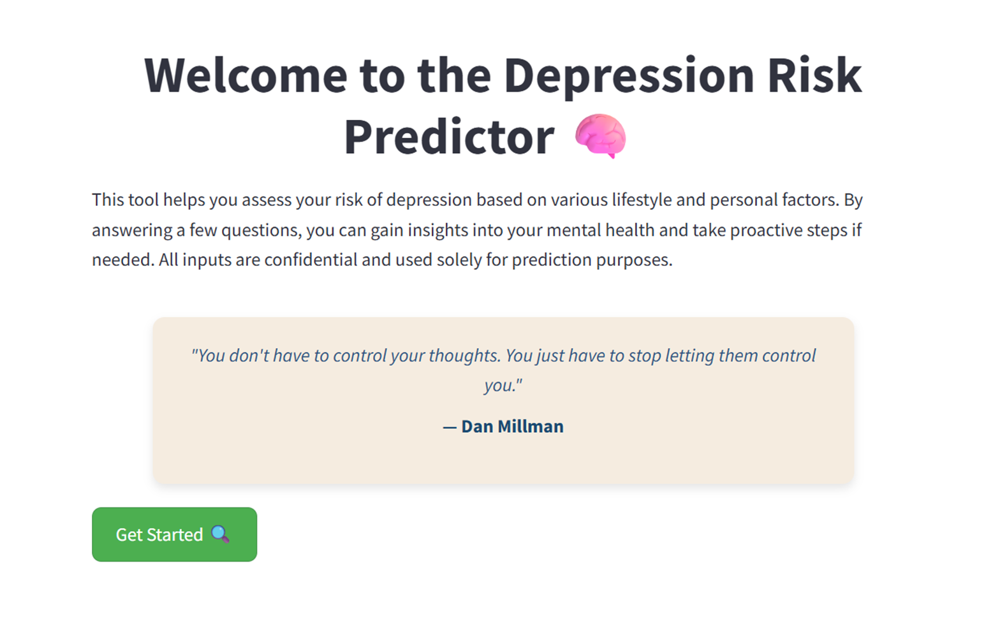 Welcome to the Depression Risk
Predictor 🧠
This tool helps you assess your risk of depression based on various lifestyle and personal factors. By
answering a few questions, you can gain insights into your mental health and take proactive steps if
needed. All inputs are confidential and used solely for prediction purposes.
"You don't have to control your thoughts. You just have to stop letting them control
you."
— Dan Millman
Get Started 🔍